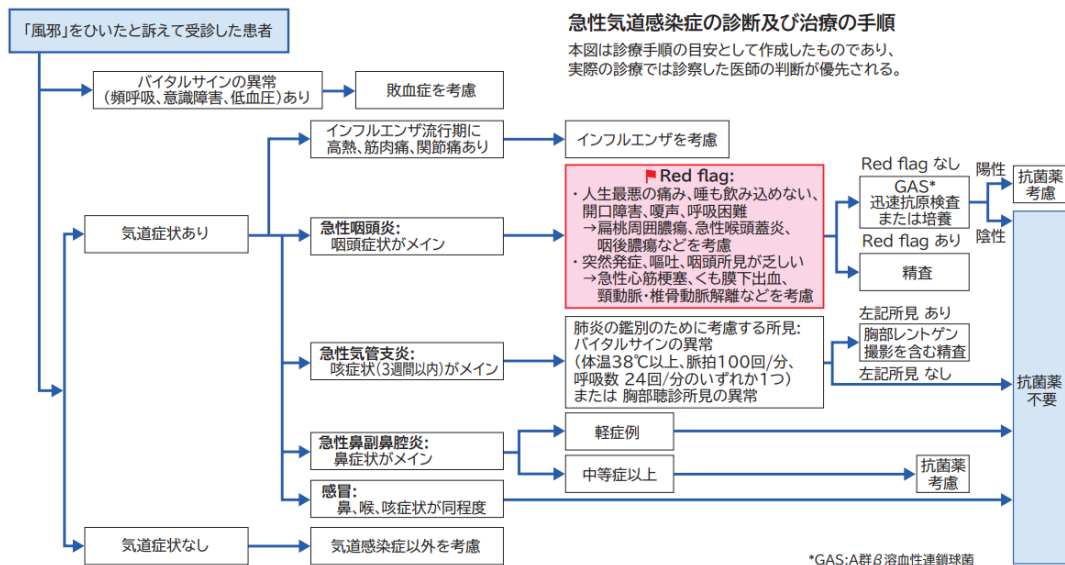 「風邪」をひいたと訴えて受診した患者
急性気道感染症の診断及び治療の手順
本図は診療手順の目安として作成したものであり、
実際の診療では診察した医師の判断が優先される。
バイタルサインの異常
(頻呼吸、意識障害、低血圧)あり
敗血症を考慮
気道症状あり
インフルエンザ流行期に
高熱、筋肉痛、関節痛あり
インフルエンザを考慮
急性咽頭炎:
咽頭症状がメイン
Red flag:
・人生最悪の痛み、唾も飲み込めない、
開口障害、嗄声、呼吸困難
→扁桃周囲膿瘍、急性喉頭蓋炎、
咽後膿瘍などを考慮
・突然発症、嘔吐、咽頭所見が乏しい
→急性心筋梗塞、くも膜下出血、
頸動脈・椎骨動脈解離などを考慮
Red flag なし
GAS*
迅速抗原検査
または培養
陽性
抗菌薬
考慮
陰性
Red flag あり
精査
急性気管支炎:
咳症状(3週間以内)がメイン
肺炎の鑑別のために考慮する所見:
バイタルサインの異常
(体温38℃以上、脈拍100回/分、
呼吸数 24回/分のいずれか1つ)
または 胸部聴診所見の異常
左記所見 あり
胸部レントゲン
撮影を含む精査
左記所見 なし
抗菌薬
不要
急性鼻副鼻腔炎:
鼻症状がメイン
軽症例
中等症以上
抗菌薬
考慮
感冒:
鼻、喉、咳症状が同程度
気道症状なし
気道感染症以外を考慮
*GAS:A群β溶血性連鎖球菌